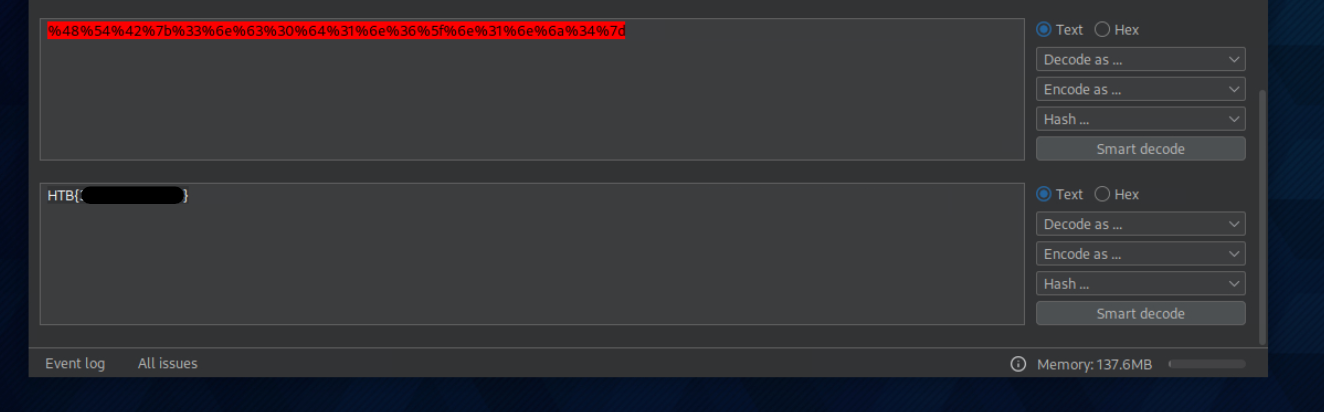 %48%54%42%7b%33%6e%63%30%64%31%6e%36%5f%6e%31%6e%6a%34%7d
Text Hex
Decode as ...
Encode as ...
Hash ...
Smart decode
HTB{ }
Text Hex
Decode as ...
Encode as ...
Hash ...
Smart decode
Event log All issues Memory: 137.6MB